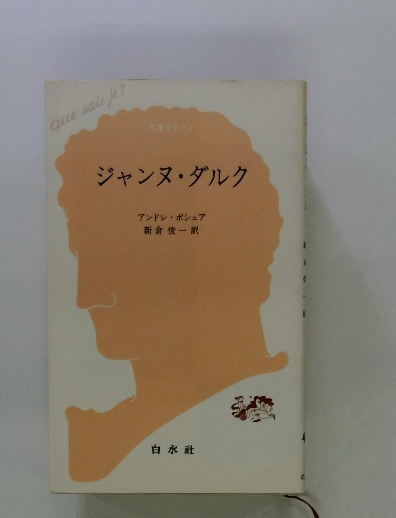 que sais-je?
文庫クセジュ
ジャンヌ・ダルク
アンドレ・ボシュア
新倉俊一訳
白水社